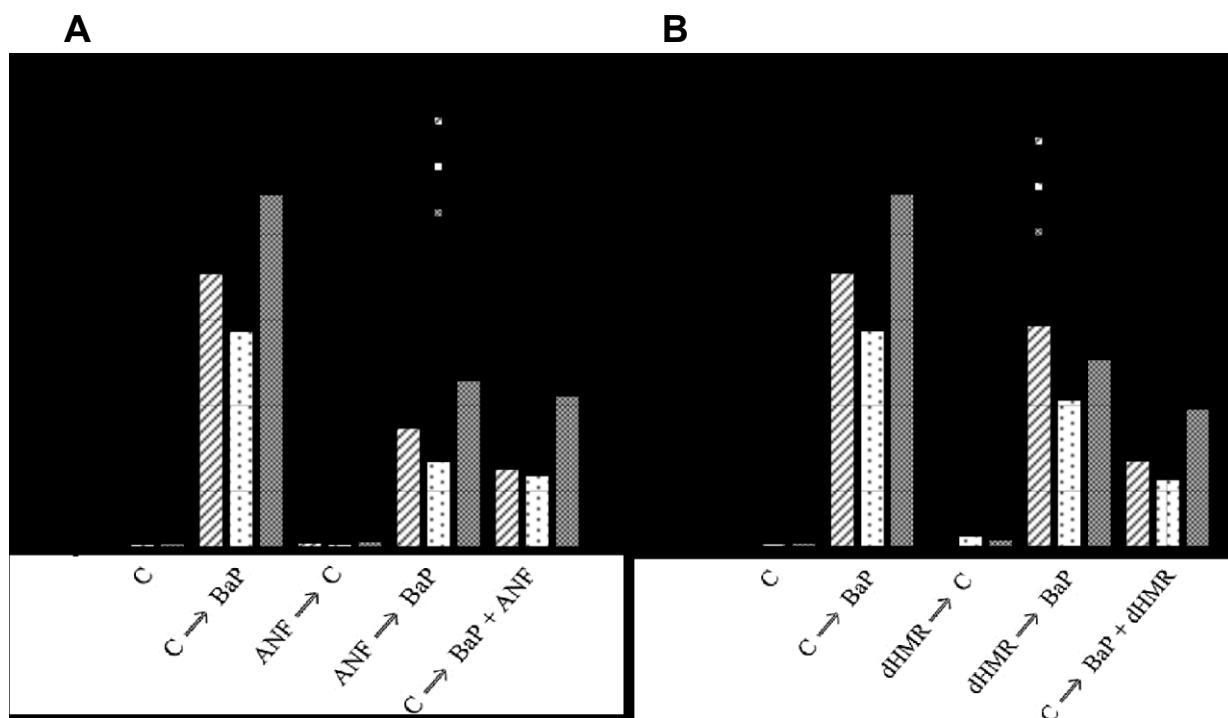 A
B
C
C → BaP
ANF → C
ANF → BaP
C → BaP + ANF
C
C → BaP
dHMR → C
dHMR → BaP
C → BaP + dHMR